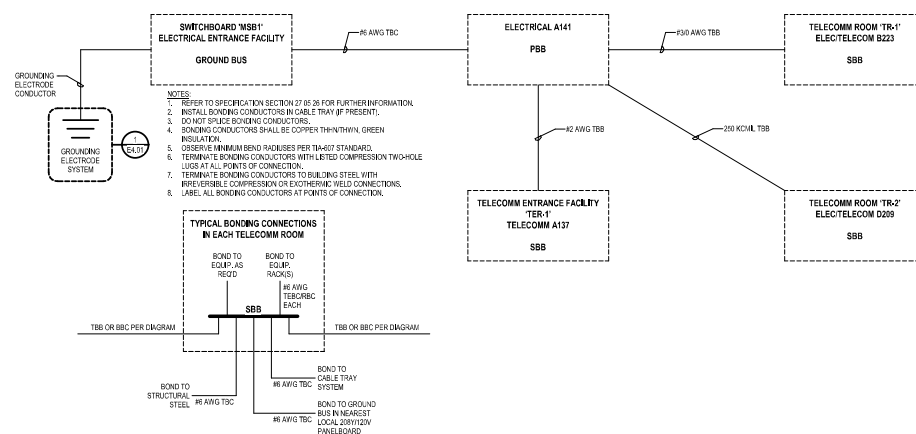 SWITCHBOARD 'MSB1'
ELECTRICAL ENTRANCE FACILITY
GROUND BUS
#6 AWG TBC
ELECTRICAL A141
PBB
#3/0 AWG TBB
TELECOMM ROOM 'TR-1'
ELEC/TELECOM B223
SBB
GROUNDING
ELECTRODE
CONDUCTOR
GROUNDING
ELECTRODE
SYSTEM
1
E4.01
NOTES:
1. REFER TO SPECIFICATION SECTION 27 05 26 FOR FURTHER INFORMATION.
2. INSTALL BONDING CONDUCTORS IN CABLE TRAY (IF PRESENT).
3. DO NOT SPLICE BONDING CONDUCTORS.
4. BONDING CONDUCTORS SHALL BE COPPER THHN/THWN, GREEN
INSULATION.
5. OBSERVE MINIMUM BEND RADIUSES PER TIA-607 STANDARD.
6. TERMINATE BONDING CONDUCTORS WITH LISTED COMPRESSION TWO-HOLE
LUGS AT ALL POINTS OF CONNECTION.
7. TERMINATE BONDING CONDUCTORS TO BUILDING STEEL WITH
IRREVERSIBLE COMPRESSION OR EXOTHERMIC WELD CONNECTIONS.
8. LABEL ALL BONDING CONDUCTORS AT POINTS OF CONNECTION.
#2 AWG TBB
250 KCMIL TBB
TELECOMM ENTRANCE FACILITY
'TER-1'
TELECOMM A137
SBB
TELECOMM ROOM 'TR-2'
ELEC/TELECOM D209
SBB
TYPICAL BONDING CONNECTIONS
IN EACH TELECOMM ROOM
BOND TO
EQUIP. AS
REQ'D
BOND TO
EQUIP.
RACK(S)
#6 AWG
TEBC/RBC
EACH
SBB
TBB OR BBC PER DIAGRAM
TBB OR BBC PER DIAGRAM
BOND TO
STRUCTURAL
STEEL
#6 AWG TBC
#6 AWG TBC
BOND TO
CABLE TRAY
SYSTEM
#6 AWG TBC
BOND TO GROUND
BUS IN NEAREST
LOCAL 208Y/120V
PANELBOARD